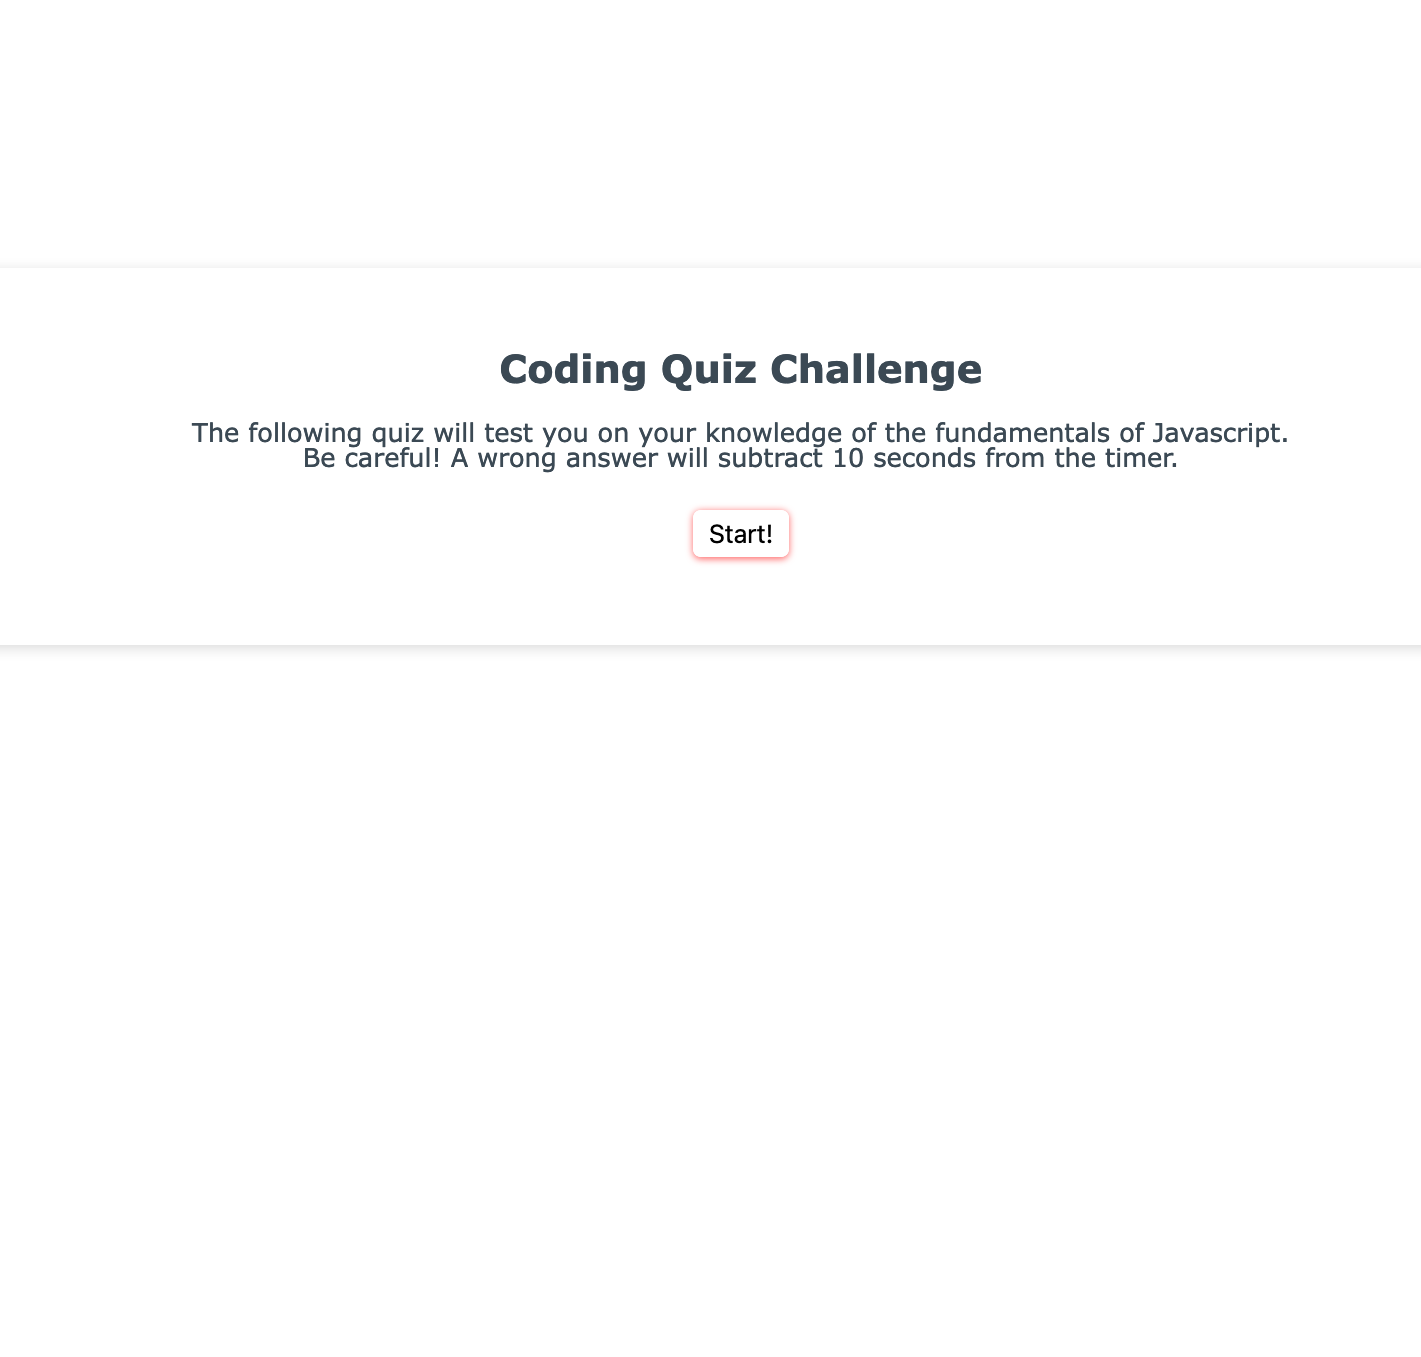 Coding Quiz Challenge
The following quiz will test you on your knowledge of the fundamentals of Javascript.
Be careful! A wrong answer will subtract 10 seconds from the timer.
Start!